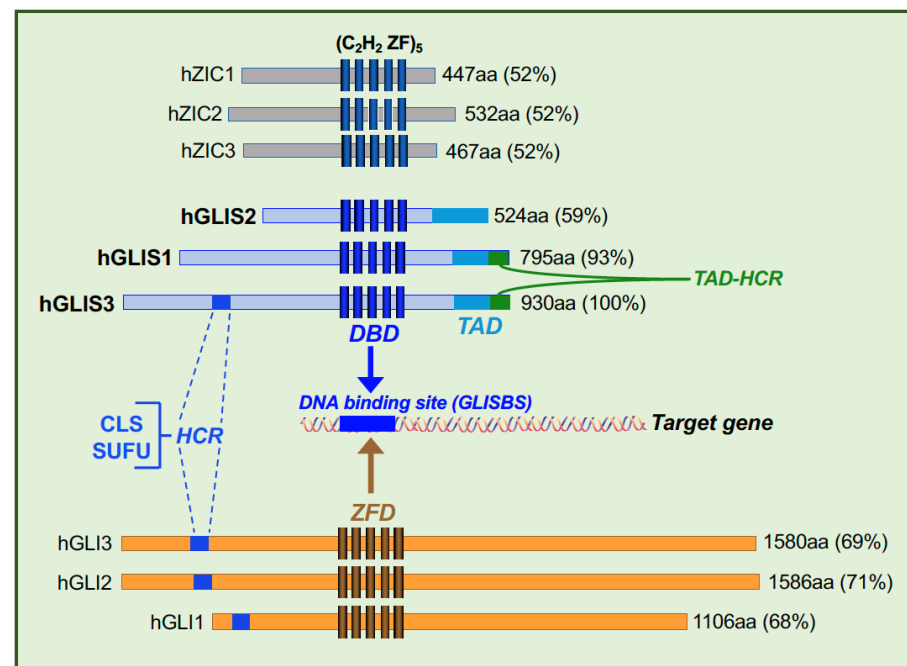 (C₂H₂ ZF)₅
hZIC1 447aa (52%)
hZIC2 532aa (52%)
hZIC3 467aa (52%)
hGLIS2 524aa (59%)
hGLIS1 795aa (93%)
TAD-HCR
hGLIS3 930aa (100%)
DBD TAD
DNA binding site (GLISBS)
Target gene
CLS
SUFU
HCR
ZFD
hGLI3 1580aa (69%)
hGLI2 1586aa (71%)
hGLI1 1106aa (68%)